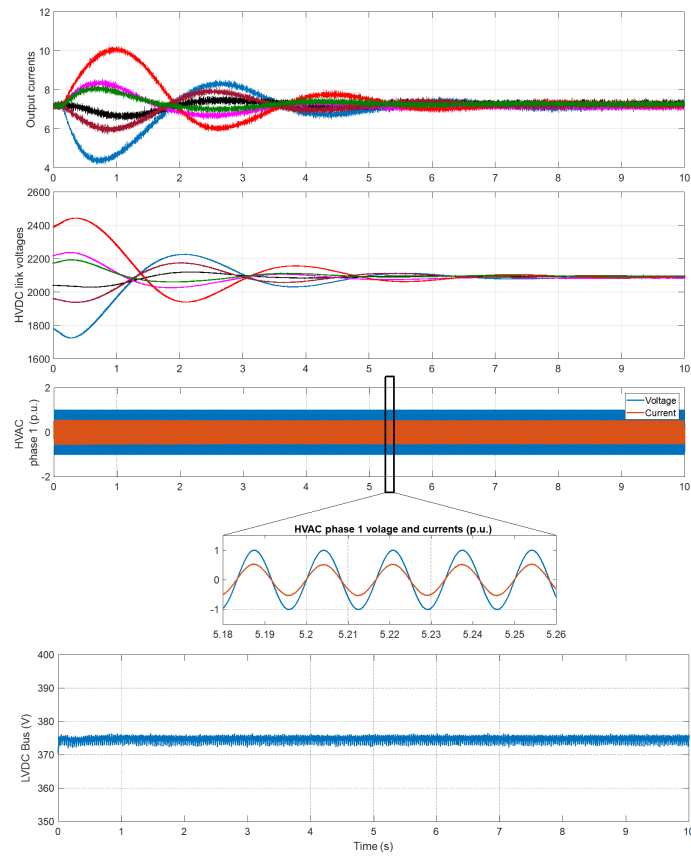 12
10
8
6
4
Output currents
0 1 2 3 4 5 6 7 8 9 10
2600
2400
2200
2000
1800
1600
HVDC link voltages
0 1 2 3 4 5 6 7 8 9 10
2
0
-2
HVAC
phase 1 (p.u.)
Voltage
Current
0 1 2 3 4 5 6 7 8 9 10
HVAC phase 1 volage and currents (p.u.)
1
0
-1
5.18 5.19 5.2 5.21 5.22 5.23 5.24 5.25 5.26
400
390
380
370
360
350
LVDC Bus (V)
0 1 2 3 4 5 6 7 8 9 10
Time (s)